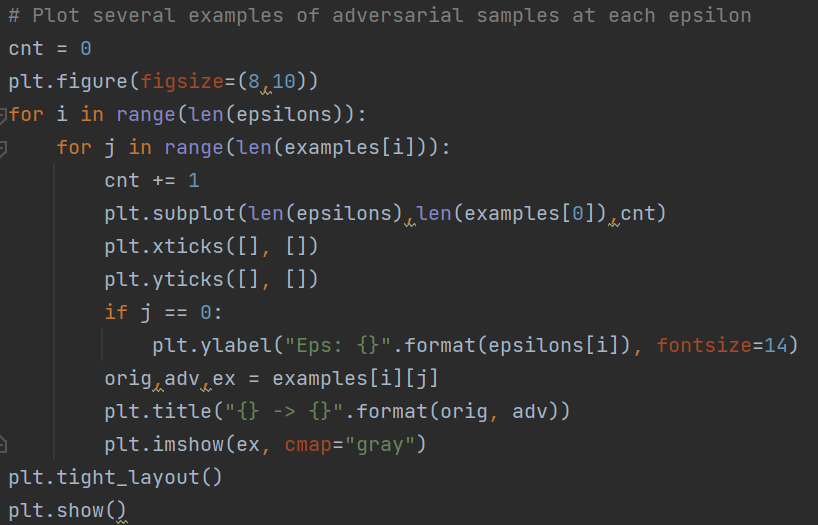 # Plot several examples of adversarial samples at each epsilon
cnt = 0
plt.figure(figsize=(8,10))
for i in range(len(epsilons)):
    for j in range(len(examples[i])):
        cnt += 1
        plt.subplot(len(epsilons),len(examples[0]),cnt)
        plt.xticks([], [])
        plt.yticks([], [])
        if j == 0:
            plt.ylabel("Eps: {}".format(epsilons[i]), fontsize=14)
        orig,adv,ex = examples[i][j]
        plt.title("{} -> {}".format(orig, adv))
        plt.imshow(ex, cmap="gray")
plt.tight_layout()
plt.show()